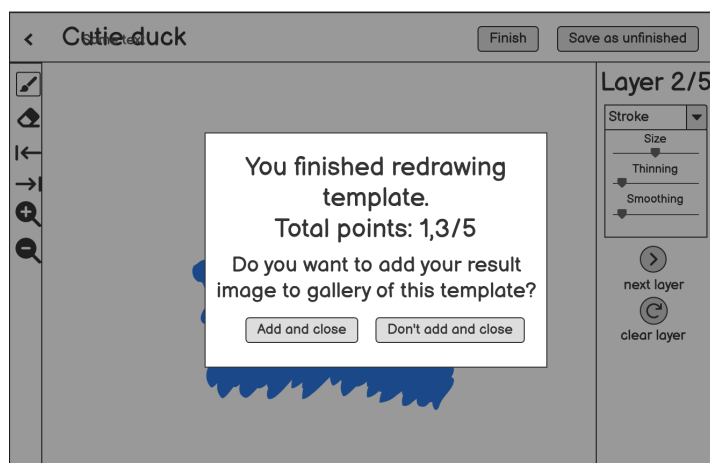 Cutie duck
Finish
Save as unfinished
Layer 2/5
Stroke
Size
Thinning
Smoothing
next layer
clear layer
You finished redrawing
template.
Total points: 1,3/5
Do you want to add your result
image to gallery of this template?
Add and close
Don't add and close